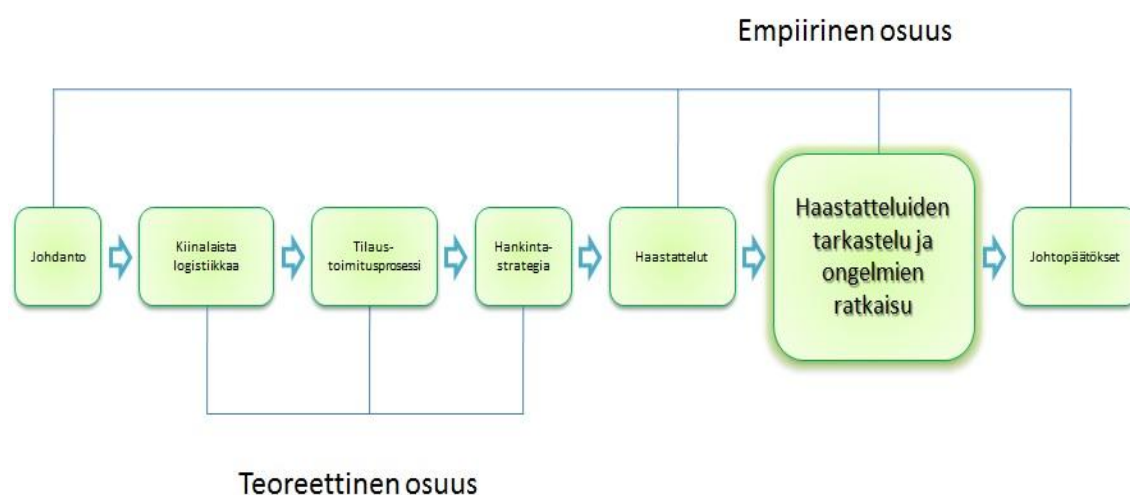 Empiirinen osuus
Johdanto
Kiinalaista
logistiikkaa
Tilaus-
toimitusprosessi
Hankinta-
strategia
Haastattelut
Haastatteluiden
tarkastelu ja
ongelmien
ratkaisu
Johtopäätökset
Teoreettinen osuus